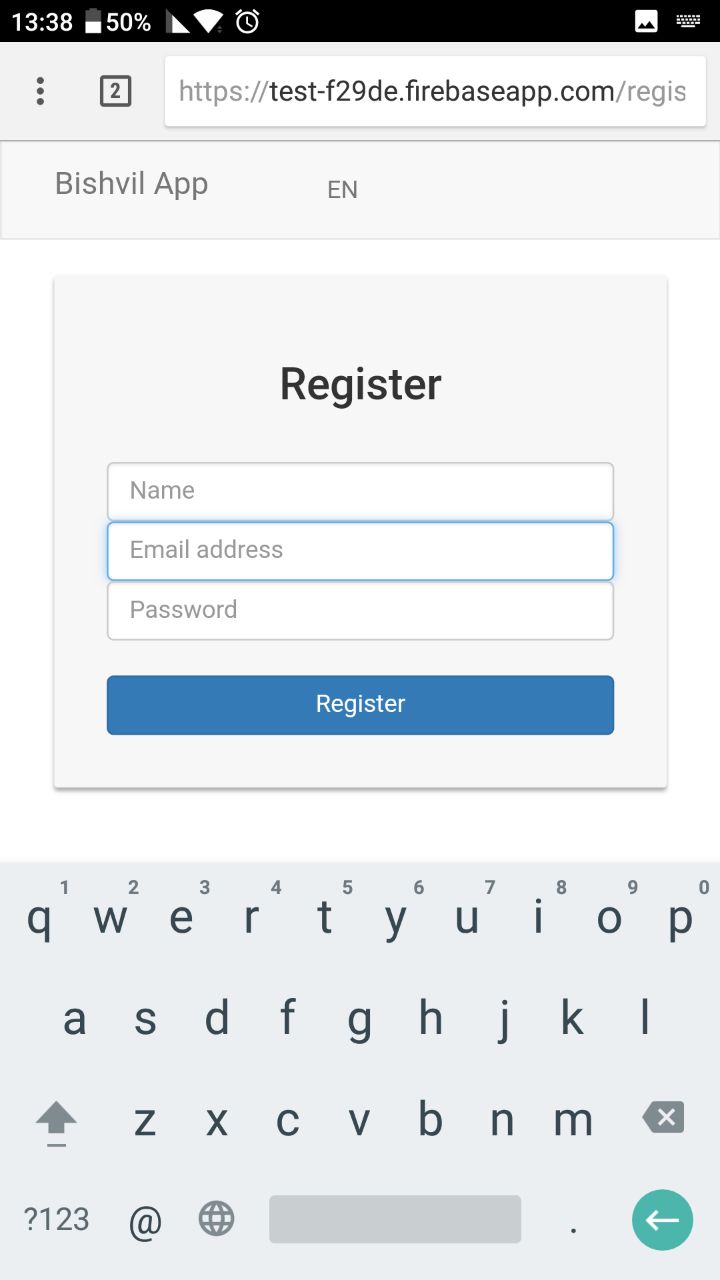 13:38 50%
2 https://test-f29de.firebaseapp.com/regis
Bishvil App EN
Register
Name
Email address
Password
Register
1 2 3 4 5 6 7 8 9 0
q w e r t y u i o p
a s d f g h j k l
z x c v b n m
?123 @ .